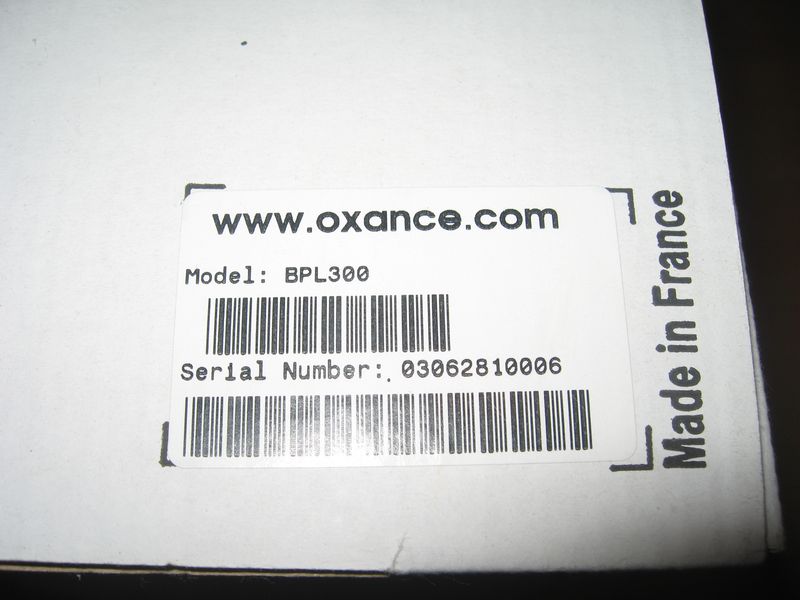 www.oxance.com
Model: BPL300
Serial Number: 03062810006
Made in France